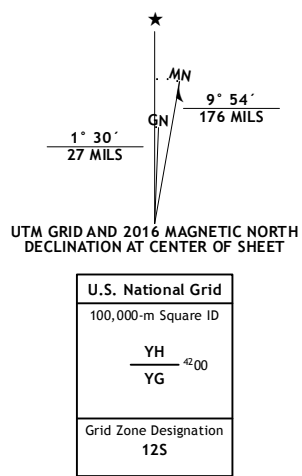 ★
MN
GN
9° 54´
176 MILS
1° 30´
27 MILS
UTM GRID AND 2016 MAGNETIC NORTH
DECLINATION AT CENTER OF SHEET
U.S. National Grid
100,000-m Square ID
YH
4200
YG
Grid Zone Designation
12S